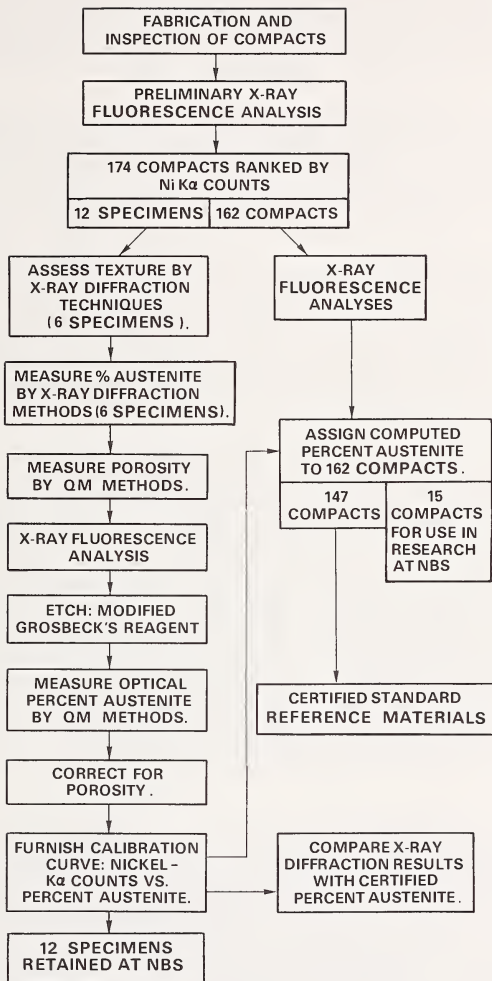 FABRICATION AND
INSPECTION OF COMPACTS
PRELIMINARY X-RAY
FLUORESCENCE ANALYSIS
174 COMPACTS RANKED BY
Ni Kα COUNTS
12 SPECIMENS
162 COMPACTS
ASSESS TEXTURE BY
X-RAY DIFFRACTION
TECHNIQUES
(6 SPECIMENS ).
MEASURE % AUSTENITE
BY X-RAY DIFFRACTION
METHODS (6 SPECIMENS).
MEASURE POROSITY
BY QM METHODS.
X-RAY FLUORESCENCE
ANALYSIS
ETCH: MODIFIED
GROSBECK'S REAGENT
MEASURE OPTICAL
PERCENT AUSTENITE
BY QM METHODS.
CORRECT FOR
POROSITY .
FURNISH CALIBRATION
CURVE: NICKEL-
Kα COUNTS VS.
PERCENT AUSTENITE.
12 SPECIMENS
RETAINED AT NBS
X-RAY
FLUORESCENCE
ANALYSES
ASSIGN COMPUTED
PERCENT AUSTENITE
TO 162 COMPACTS .
147
COMPACTS
15
COMPACTS
FOR USE IN
RESEARCH
AT NBS
CERTIFIED STANDARD
REFERENCE MATERIALS
COMPARE X-RAY
DIFFRACTION RESULTS
WITH CERTIFIED
PERCENT AUSTENITE .